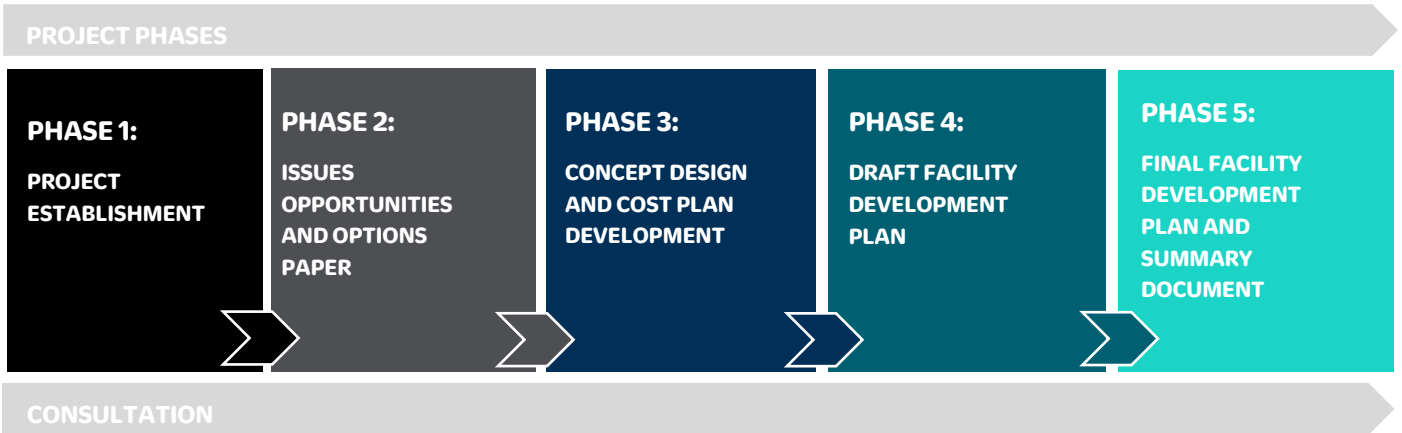 PROJECT PHASES
PHASE 1:
PROJECT
ESTABLISHMENT
PHASE 2:
ISSUES
OPPORTUNITIES
AND OPTIONS
PAPER
PHASE 3:
CONCEPT DESIGN
AND COST PLAN
DEVELOPMENT
PHASE 4:
DRAFT FACILITY
DEVELOPMENT
PLAN
PHASE 5:
FINAL FACILITY
DEVELOPMENT
PLAN AND
SUMMARY
DOCUMENT
CONSULTATION